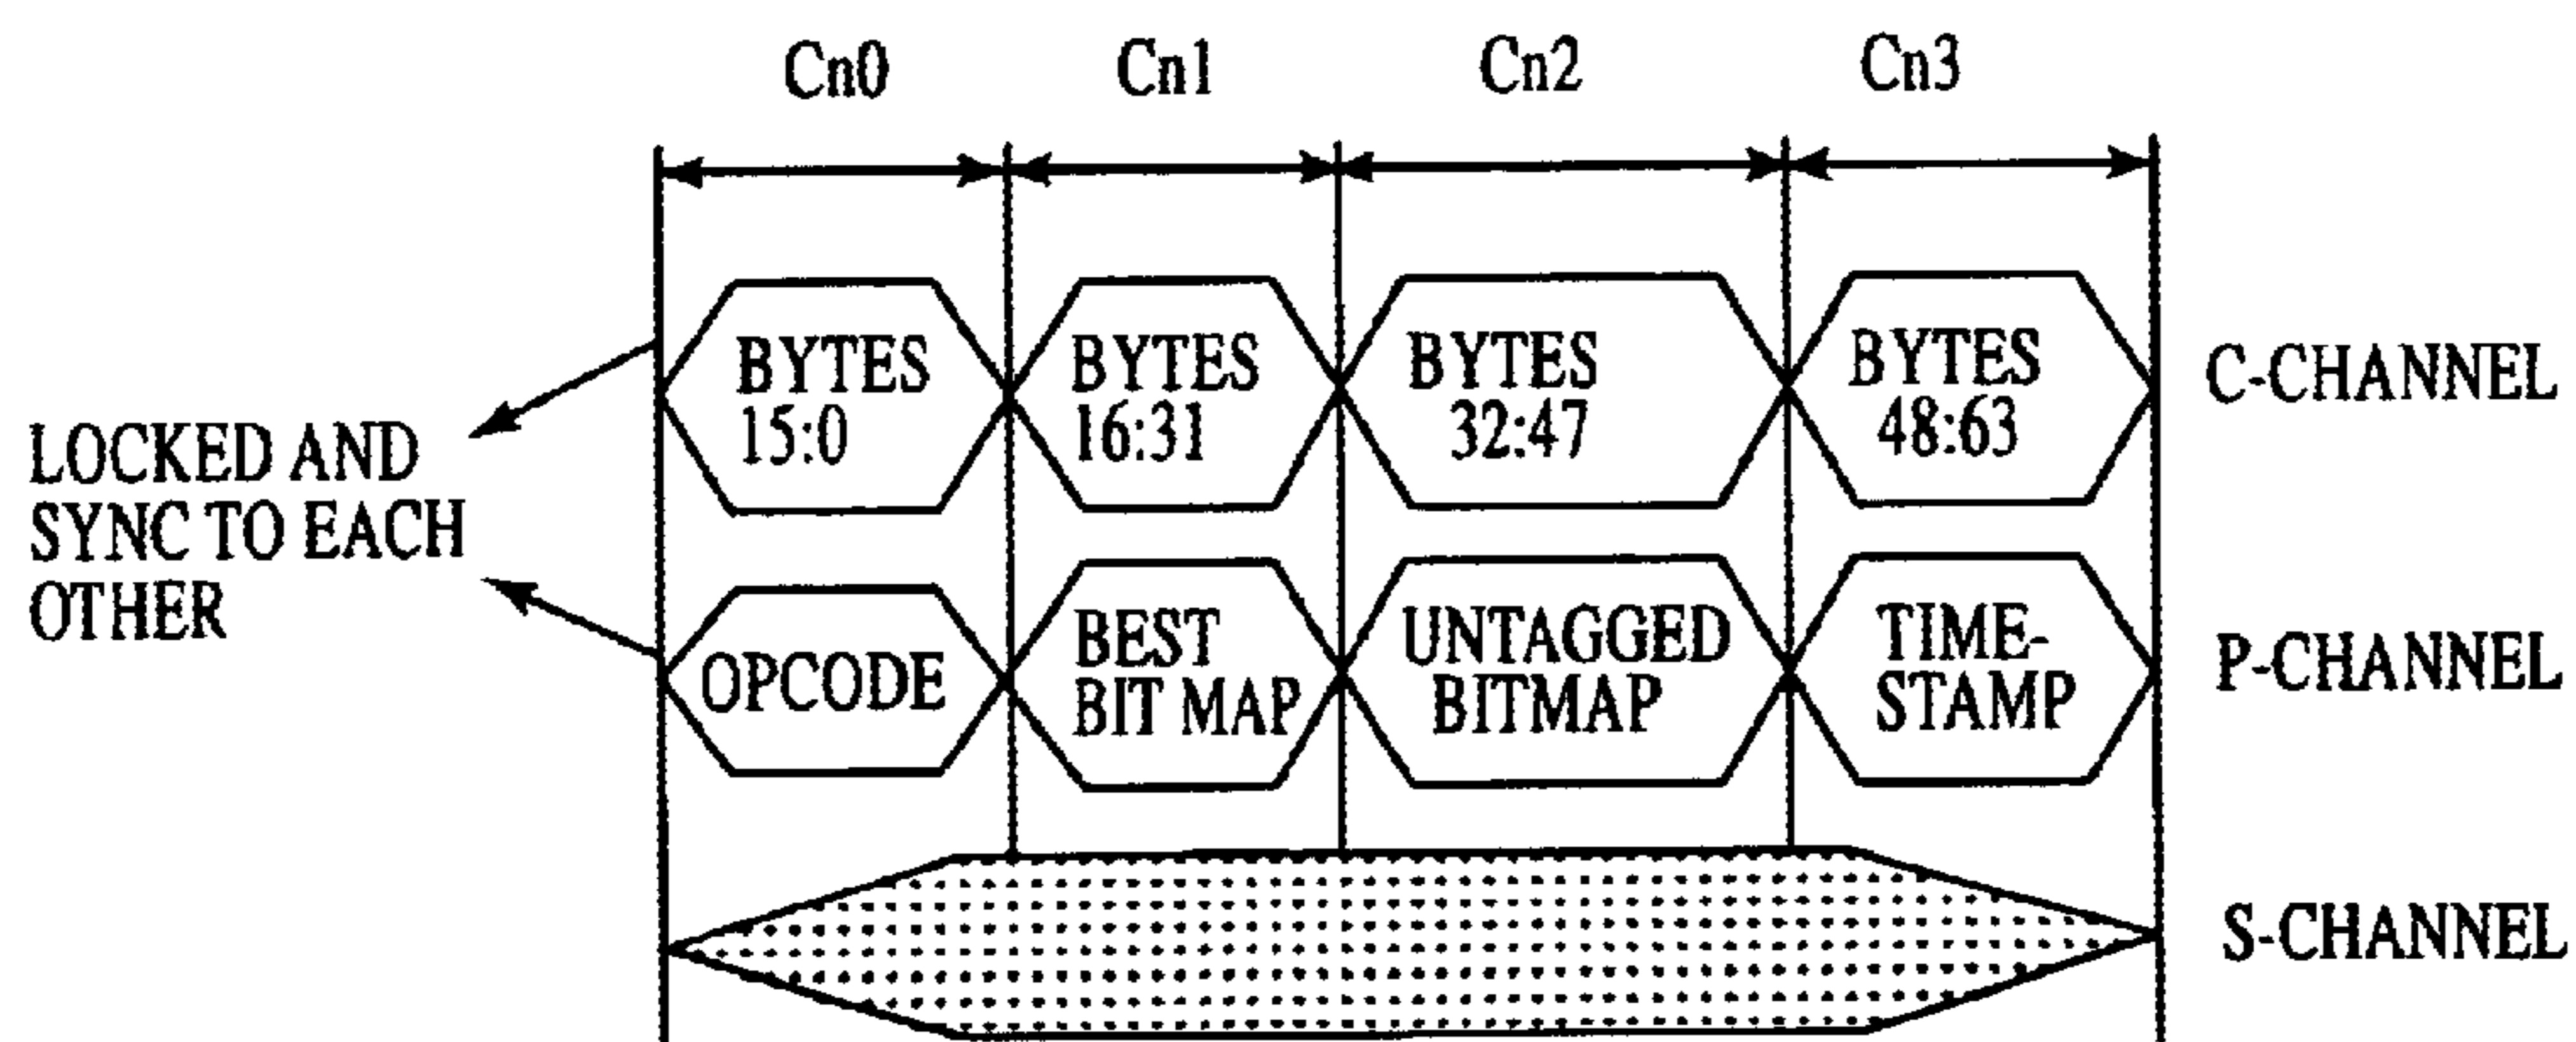 Cn0
Cn1
Cn2
Cn3
BYTES
15:0
BYTES
16:31
BYTES
32:47
BYTES
48:63
C-CHANNEL
LOCKED AND
SYNC TO EACH
OTHER
OPCODE
BEST
BIT MAP
UNTAGGED
BITMAP
TIME-
STAMP
P-CHANNEL
S-CHANNEL